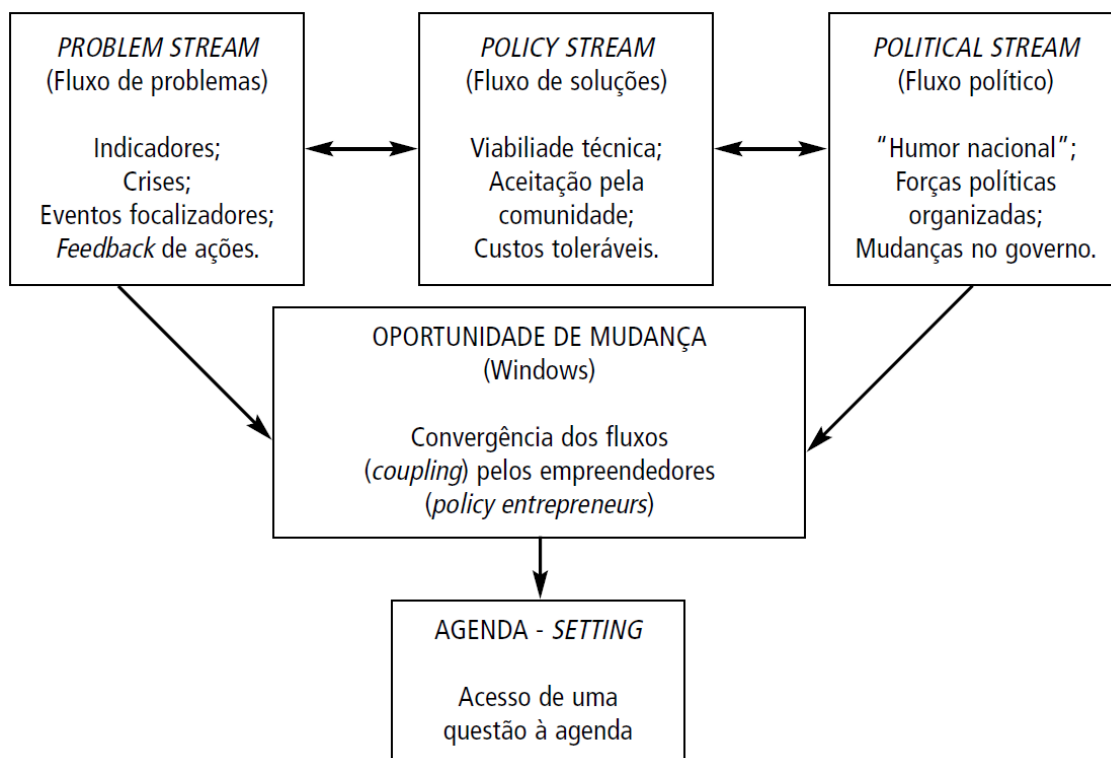 PROBLEM STREAM
(Fluxo de problemas)
Indicadores;
Crises;
Eventos focalizadores;
Feedback de ações.
POLICY STREAM
(Fluxo de soluções)
Viabiliade técnica;
Aceitação pela
comunidade;
Custos toleráveis.
POLITICAL STREAM
(Fluxo político)
“Humor nacional”;
Forças políticas
organizadas;
Mudanças no governo.
OPORTUNIDADE DE MUDANÇA
(Windows)
Convergência dos fluxos
(coupling) pelos empreendedores
(policy entrepreneurs)
AGENDA - SETTING
Acesso de uma
questão à agenda